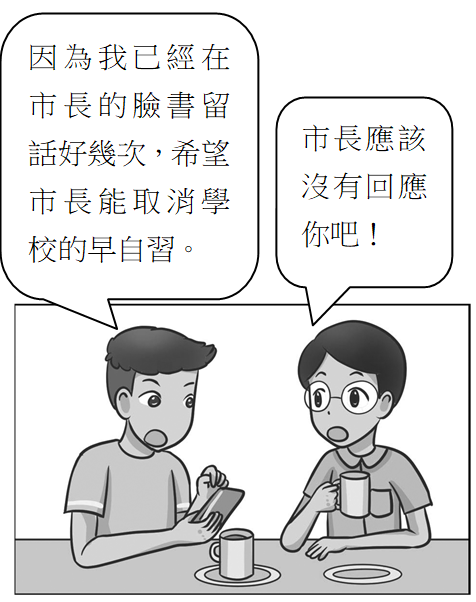 因為我已經在
市長的臉書留
話好幾次，希望
市長能取消學
校的早自習。
市長應該
沒有回應
你吧！